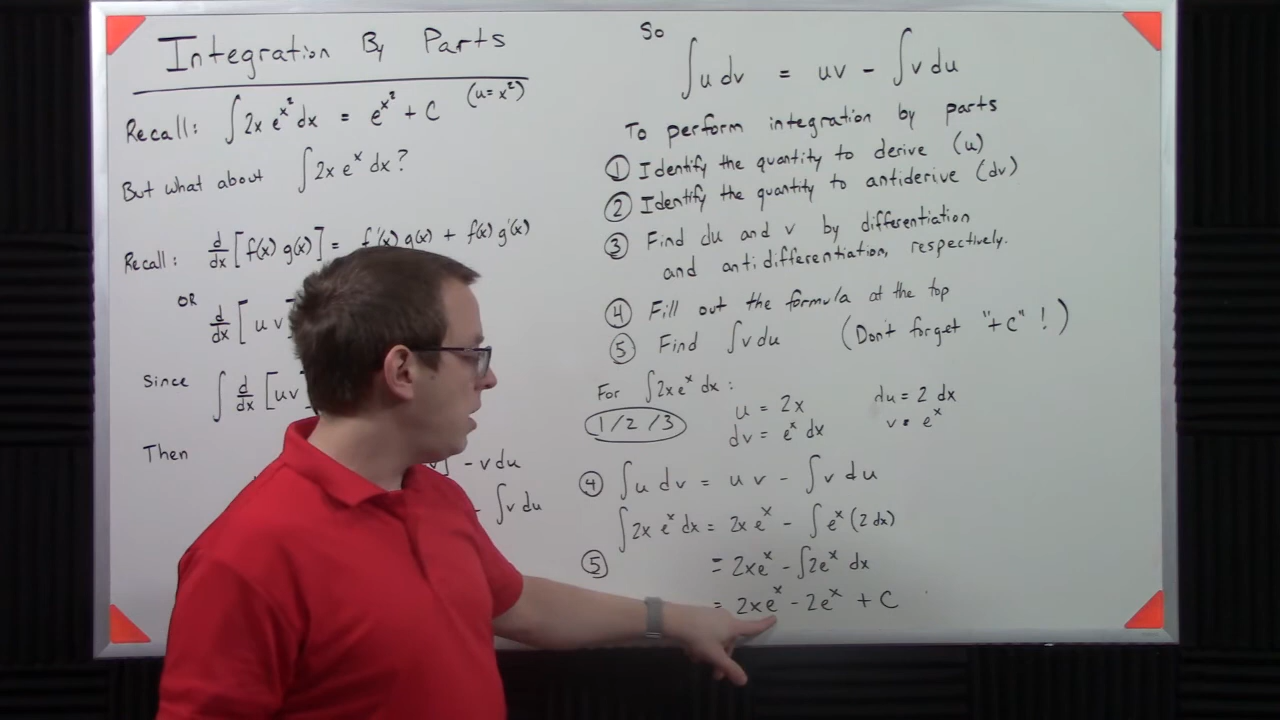 Integration By Parts
Recall: ∫2x e^{x^2} dx = e^{x^2} + C (u = x^2)
But what about ∫2x e^x dx?
Recall: d/dx [f(x) g(x)] = f'(x) g(x) + f(x) g'(x)
OR
d/dx [u v
Since ∫ d/dx [uv
Then
- v du
- ∫v du
So
∫u dv = uv - ∫v du
To perform integration by parts
① Identify the quantity to derive (u)
② Identify the quantity to antiderive (dv)
③ Find du and v by differentiation
and antidifferentiation, respectively.
④ Fill out the formula at the top
⑤ Find ∫v du (Don't forget "+C"!)
For ∫2x e^x dx:
1/2/3
u = 2x du = 2 dx
dv = e^x dx v = e^x
④ ∫u dv = u v - ∫v du
∫2x e^x dx = 2x e^x - ∫e^x (2 dx)
⑤ = 2xe^x - ∫2e^x dx
= 2xe^x - 2e^x + C